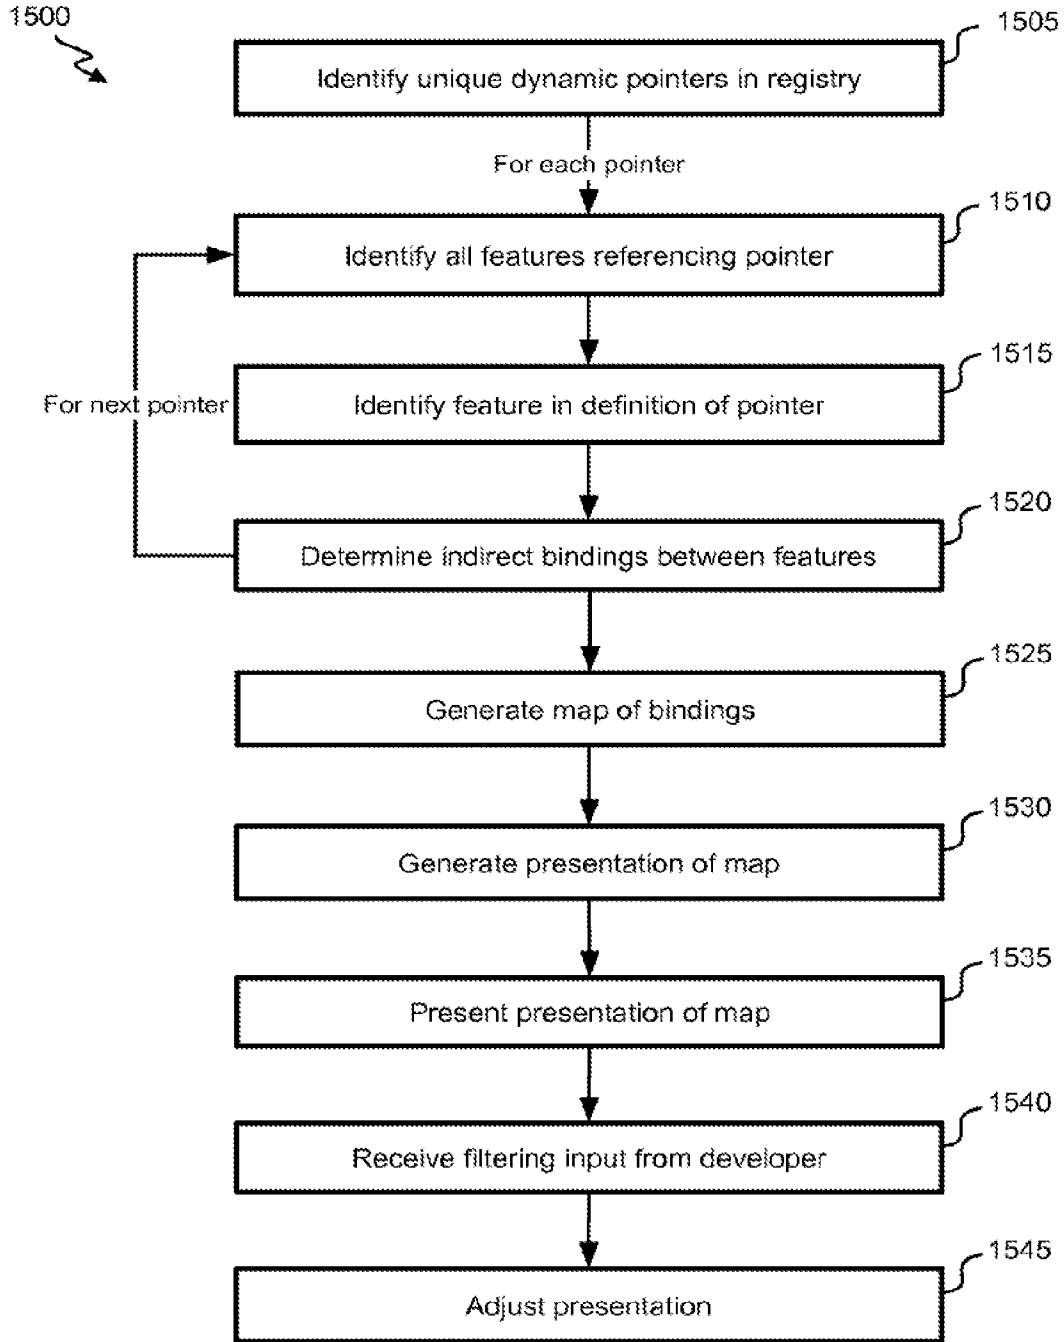 1500
1505
Identify unique dynamic pointers in registry
For each pointer
1510
Identify all features referencing pointer
1515
For next pointer
Identify feature in definition of pointer
1520
Determine indirect bindings between features
1525
Generate map of bindings
1530
Generate presentation of map
1535
Present presentation of map
1540
Receive filtering input from developer
1545
Adjust presentation